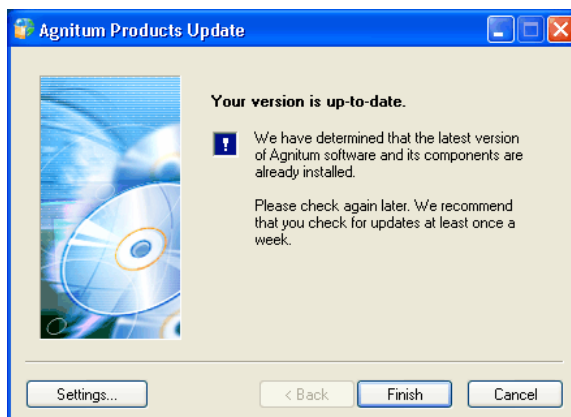 Agnitum Products Update
Your version is up-to-date.
We have determined that the latest version
of Agnitum software and its components are
already installed.
Please check again later. We recommend
that you check for updates at least once a
week.
Settings...
< Back
Finish
Cancel